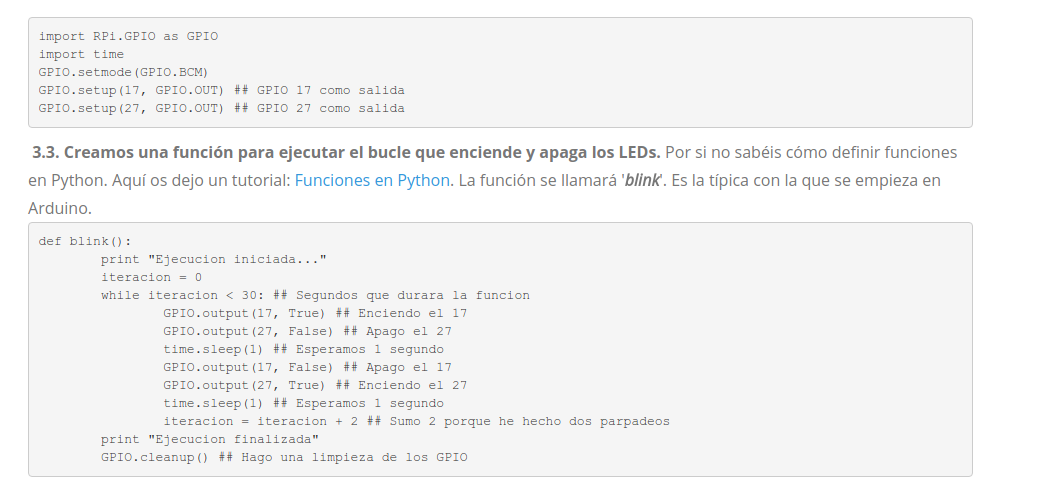 import RPi.GPIO as GPIO
import time
GPIO.setmode(GPIO.BCM)
GPIO.setup(17, GPIO.OUT) ## GPIO 17 como salida
GPIO.setup(27, GPIO.OUT) ## GPIO 27 como salida
3.3. Creamos una función para ejecutar el bucle que enciende y apaga los LEDs. Por si no sabéis cómo definir funciones
en Python. Aquí os dejo un tutorial: Funciones en Python. La función se llamará 'blink'. Es la típica con la que se empieza en
Arduino.
def blink():
        print "Ejecucion iniciada..."
        iteracion = 0
        while iteracion < 30: ## Segundos que durara la funcion
                GPIO.output(17, True) ## Enciendo el 17
                GPIO.output(27, False) ## Apago el 27
                time.sleep(1) ## Esperamos 1 segundo
                GPIO.output(17, False) ## Apago el 17
                GPIO.output(27, True) ## Enciendo el 27
                time.sleep(1) ## Esperamos 1 segundo
                iteracion = iteracion + 2 ## Sumo 2 porque he hecho dos parpadeos
        print "Ejecucion finalizada"
        GPIO.cleanup() ## Hago una limpieza de los GPIO